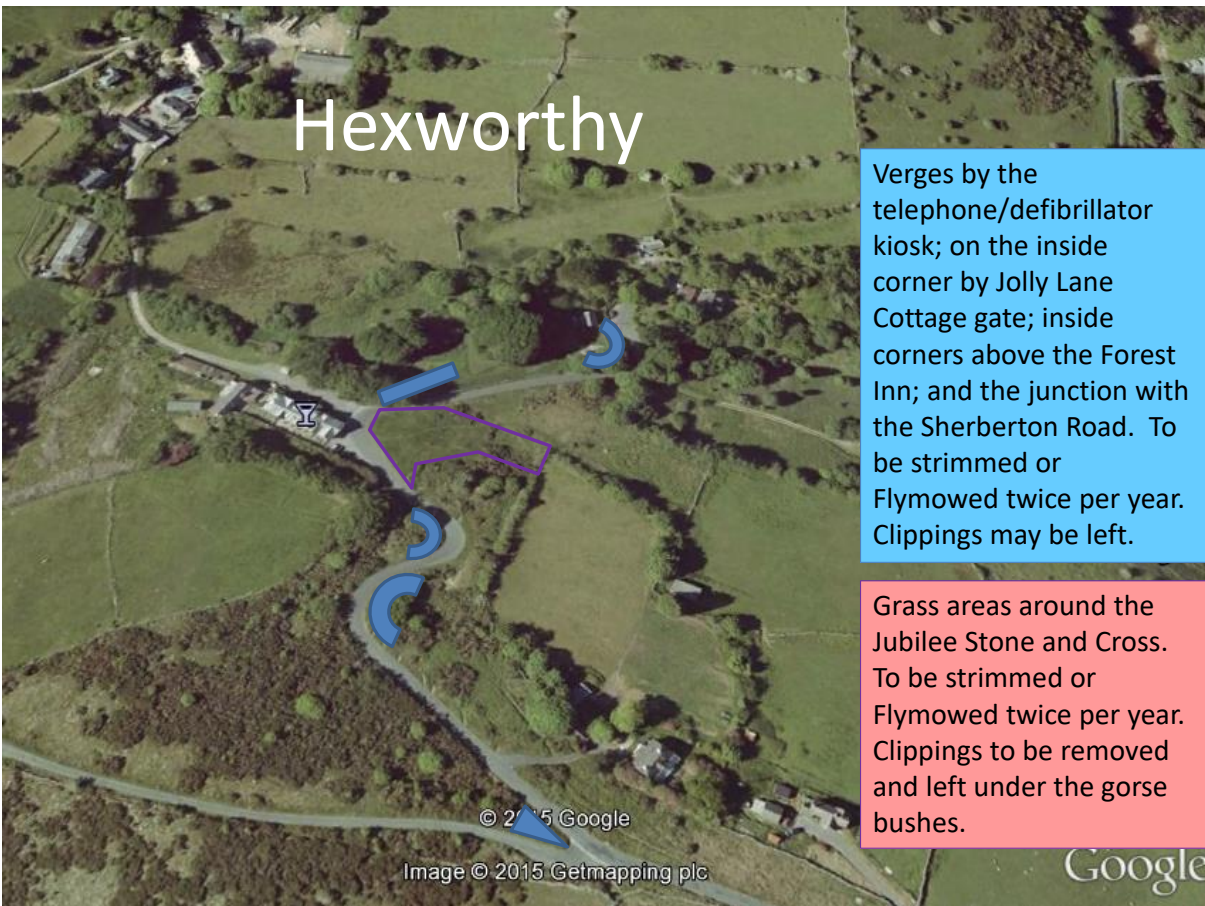 Hexworthy
Verges by the
telephone/defibrillator
kiosk; on the inside
corner by Jolly Lane
Cottage gate; inside
corners above the Forest
Inn; and the junction with
the Sherberton Road. To
be strimmed or
Flymowed twice per year.
Clippings may be left.
Grass areas around the
Jubilee Stone and Cross.
To be strimmed or
Flymowed twice per year.
Clippings to be removed
and left under the gorse
bushes.
© 2015 Google
Image © 2015 Getmapping plc
Google